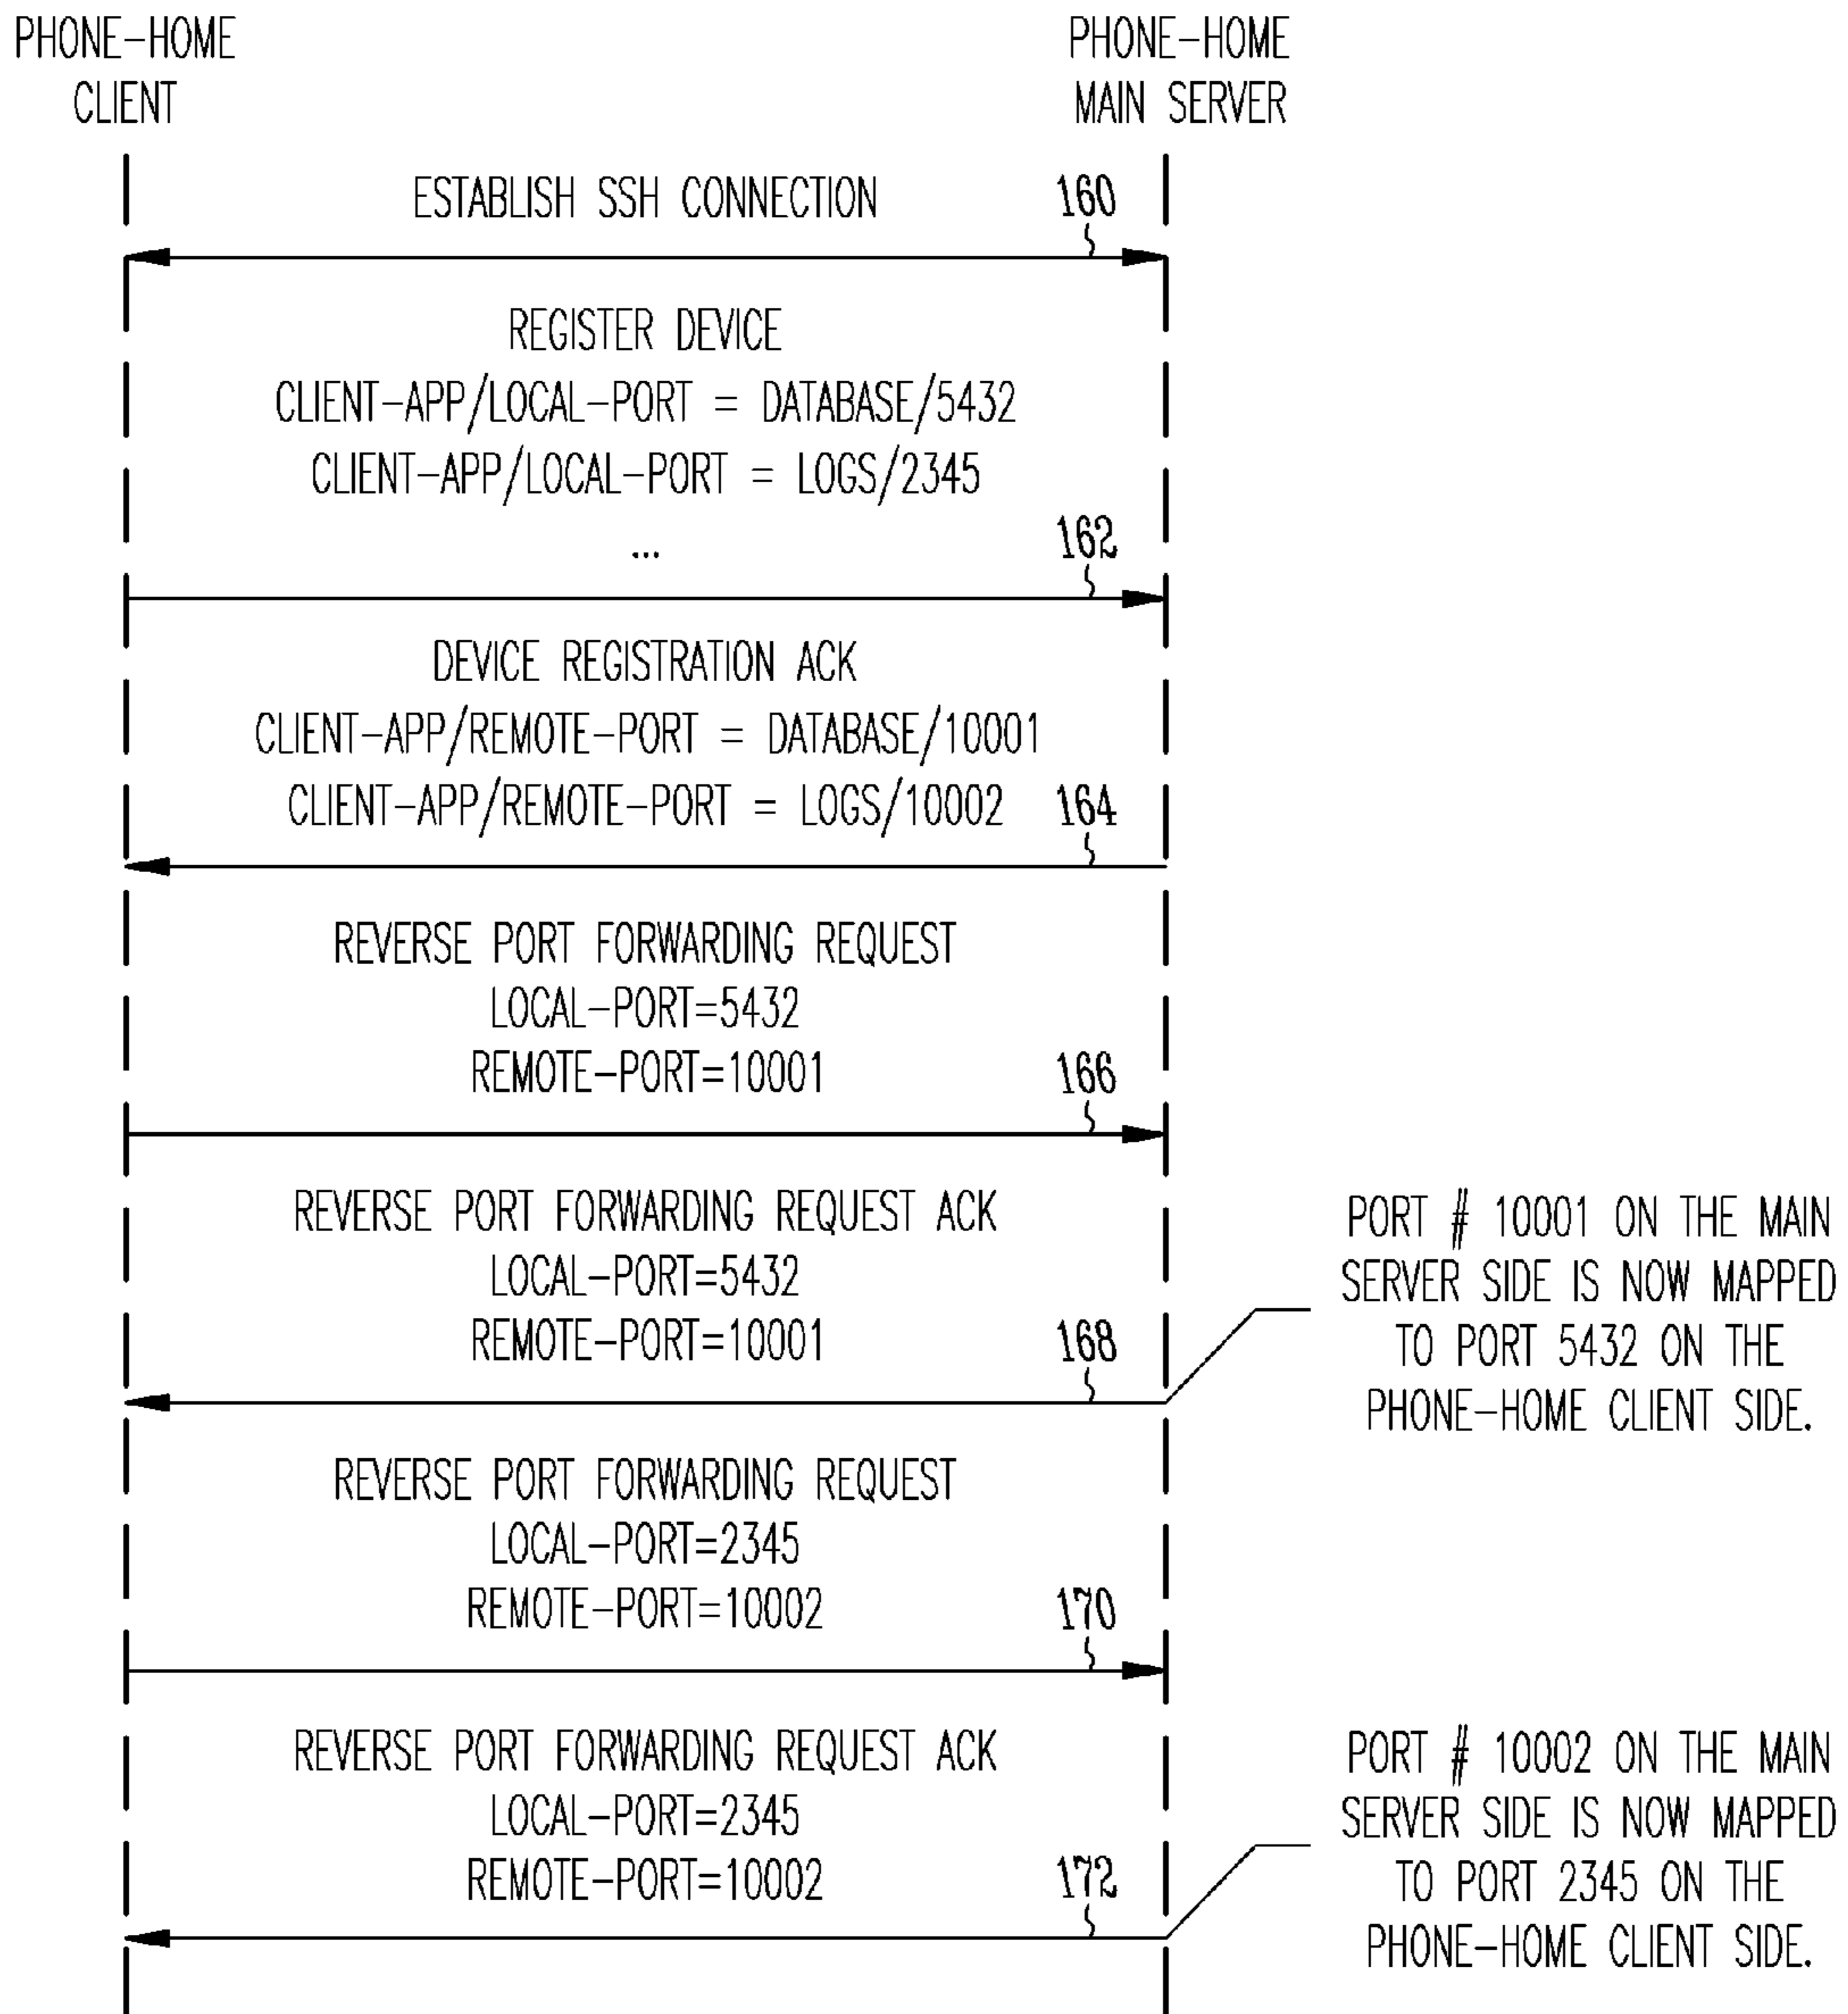 PHONE-HOME
CLIENT
PHONE-HOME
MAIN SERVER
ESTABLISH SSH CONNECTION
160
REGISTER DEVICE
CLIENT-APP/LOCAL-PORT = DATABASE/5432
CLIENT-APP/LOCAL-PORT = LOGS/2345
...
162
DEVICE REGISTRATION ACK
CLIENT-APP/REMOTE-PORT = DATABASE/10001
CLIENT-APP/REMOTE-PORT = LOGS/10002
164
REVERSE PORT FORWARDING REQUEST
LOCAL-PORT=5432
REMOTE-PORT=10001
166
REVERSE PORT FORWARDING REQUEST ACK
LOCAL-PORT=5432
REMOTE-PORT=10001
168
PORT # 10001 ON THE MAIN
SERVER SIDE IS NOW MAPPED
TO PORT 5432 ON THE
PHONE-HOME CLIENT SIDE.
REVERSE PORT FORWARDING REQUEST
LOCAL-PORT=2345
REMOTE-PORT=10002
170
REVERSE PORT FORWARDING REQUEST ACK
LOCAL-PORT=2345
REMOTE-PORT=10002
172
PORT # 10002 ON THE MAIN
SERVER SIDE IS NOW MAPPED
TO PORT 2345 ON THE
PHONE-HOME CLIENT SIDE.